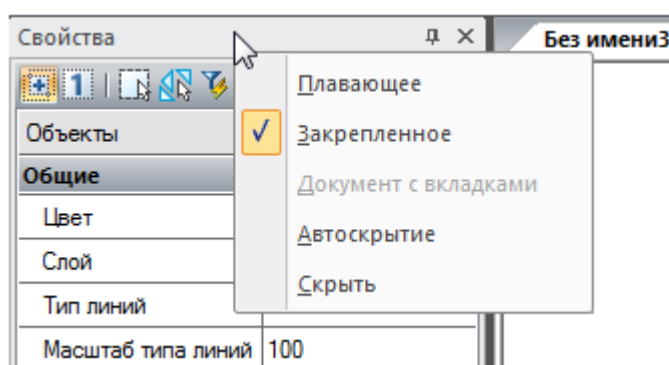 Свойства
Без имени3
1
Плавающее
Объекты
Закрепленное
Общие
Документ с вкладками
Цвет
Автоскрытие
Слой
Скрыть
Тип линий
Масштаб типа линий 100